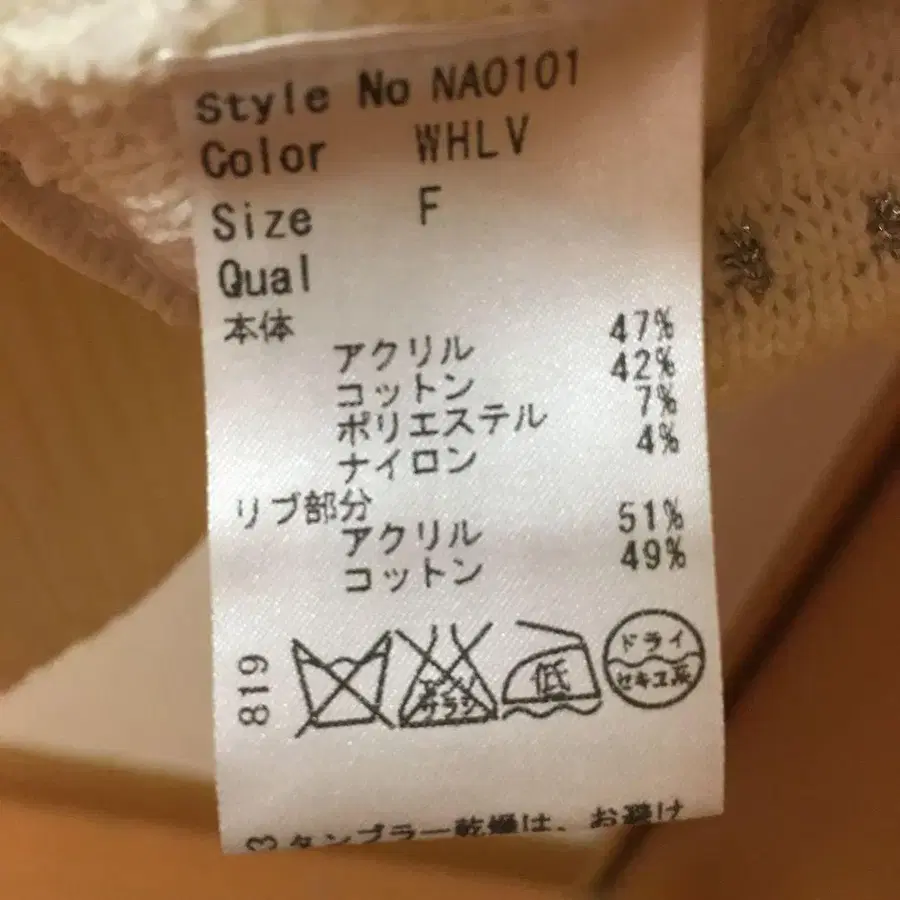 Style No NA0101
Color WHLV
Size F
Qual
本体
アクリル 47%
コットン 42%
ポリエステル 7%
ナイロン 4%
リブ部分
アクリル 51%
コットン 49%
819
サラシ
低
ドライ
セキユ系
タンブラー乾燥は、お避け